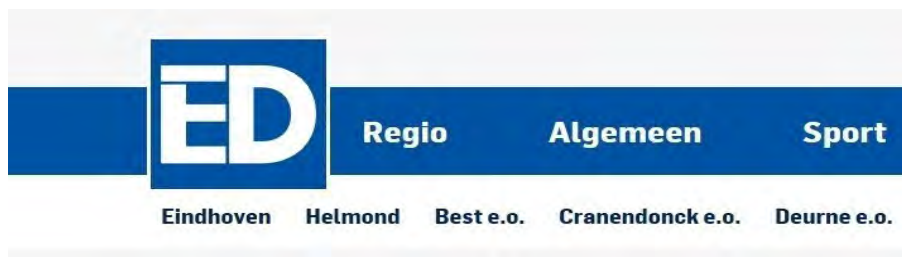 ED
Regio Algemeen Sport
Eindhoven Helmond Best e.o. Cranendonck e.o. Deurne e.o.